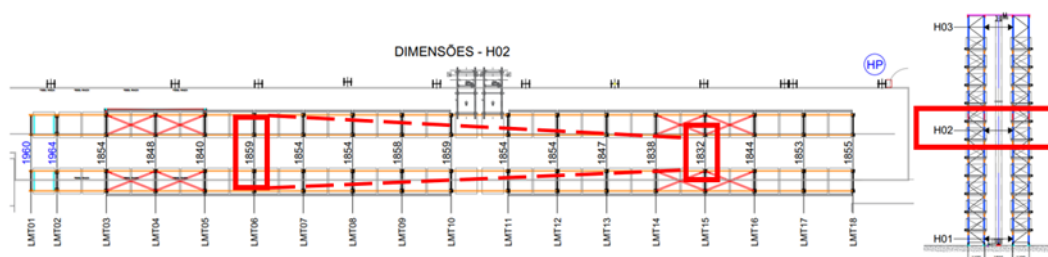 DIMENSÕES - H02
HP
1960
1964
1854
1848
1840
1859
1854
1854
1858
1859
1854
1854
1847
1838
1832
1844
1853
1855
LMT01
LMT02
LMT03
LMT04
LMT05
LMT06
LMT07
LMT08
LMT09
LMT10
LMT11
LMT12
LMT13
LMT14
LMT15
LMT16
LMT17
LMT18
H03
H02
H01